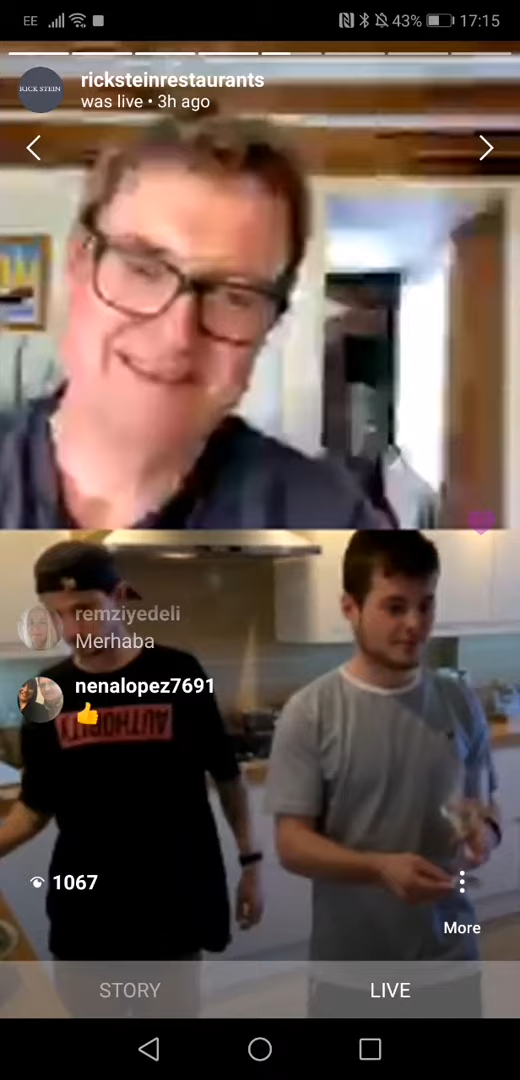 EE 43% 17:15
RICK STEIN
ricksteinrestaurants
was live • 3h ago
remziyedeli
Merhaba
nenalopez7691
👍
AUTHORITY
1067
More
STORY LIVE